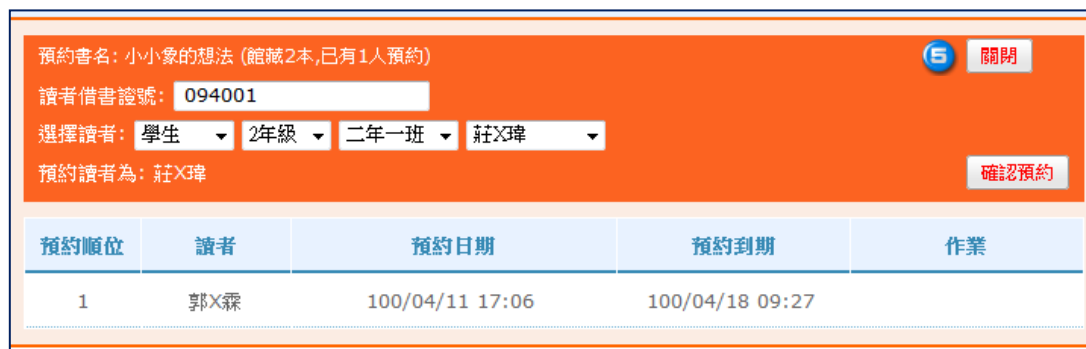 預約書名: 小小象的想法 (館藏2本,已有1人預約) 5 關閉
讀者借書證號: 094001
選擇讀者: 學生 2年級 二年一班 莊X瑋
預約讀者為: 莊X瑋 確認預約
預約順位 讀者 預約日期 預約到期 作業
1 郭X霖 100/04/11 17:06 100/04/18 09:27